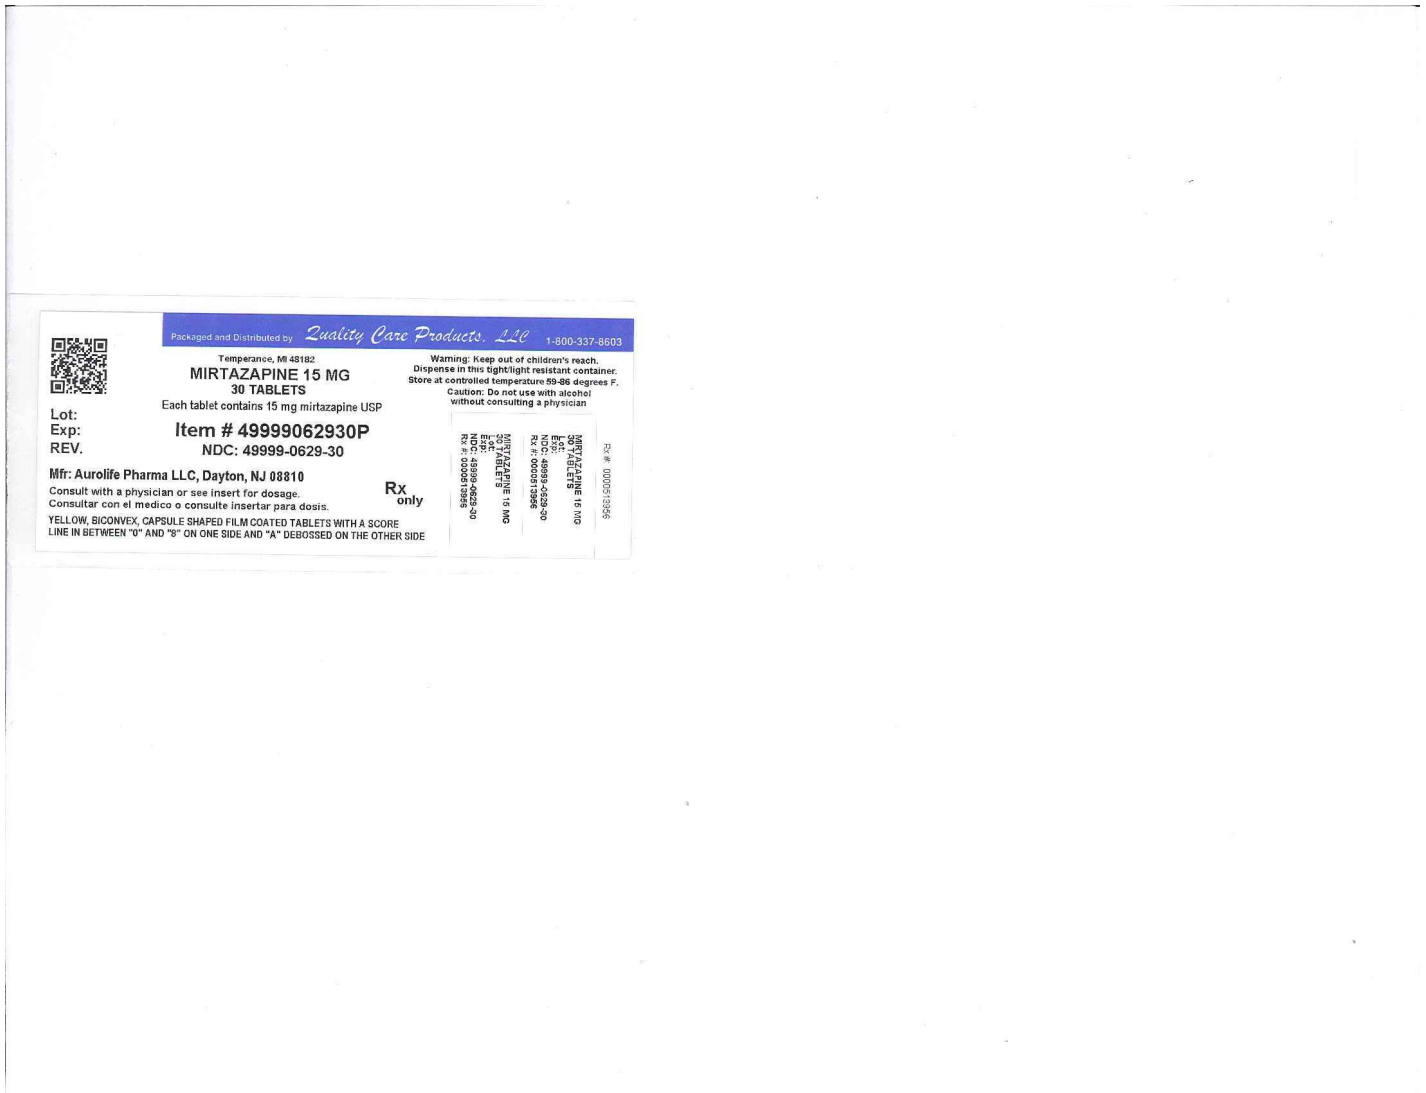 Packaged and Distributed by Quality Care Products, LLC 1-800-337-8603
Temperance, MI 48182
MIRTAZAPINE 15 MG
30 TABLETS
Each tablet contains 15 mg mirtazapine USP
Item # 49999062930P
NDC: 49999-0629-30
Warning: Keep out of children's reach.
Dispense in this tight/light resistant container.
Store at controlled temperature 59-86 degrees F.
Caution: Do not use with alcohol
without consulting a physician
Lot:
Exp:
REV.
Mfr: Aurolife Pharma LLC, Dayton, NJ 08810
Consult with a physician or see insert for dosage.
Consultar con el medico o consulte insertar para dosis.
Rx
only
YELLOW, BICONVEX, CAPSULE SHAPED FILM COATED TABLETS WITH A SCORE
LINE IN BETWEEN "0" AND "8" ON ONE SIDE AND "A" DEBOSSED ON THE OTHER SIDE
MIRTAZAPINE 15 MG
30 TABLETS
Lot:
Exp:
NDC: 49999-0629-30
Rx #: 0000513956
MIRTAZAPINE 15 MG
30 TABLETS
Lot:
Exp:
NDC: 49999-0629-30
Rx #: 0000513956
Rx #: 0000513956